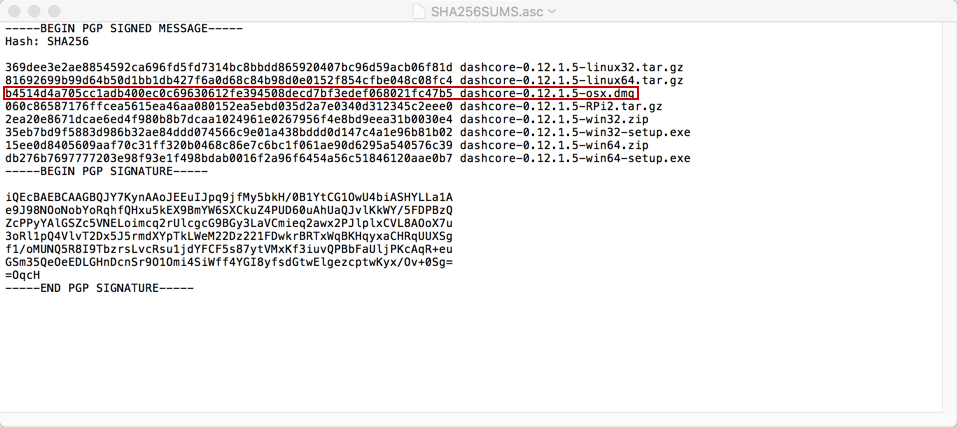 SHA256SUMS.asc
-----BEGIN PGP SIGNED MESSAGE-----
Hash: SHA256
369dee3e2ae8854592ca696fd5fd7314bc8bbdd865920407bc96d59acb06f81d dashcore-0.12.1.5-linux32.tar.gz
81692699b99d64b50d1bb1db427f6a0d68c84b98d0e0152f854cfbe048c08fc4 dashcore-0.12.1.5-linux64.tar.gz
b4514d4a705cc1adb400ec0c69630612fe394508decd7bf3edef068021fc47b5 dashcore-0.12.1.5-osx.dmg
060c86587176ffcea5615ea46aa080152ea5ebd035d2a7e0340d312345c2eee0 dashcore-0.12.1.5-RPi2.tar.gz
2ea20e8671dcae6ed4f980b8b7dcaa1024961e0267956f4e8bd9eea31b0030e4 dashcore-0.12.1.5-win32.zip
35eb7bd9f5883d986b32ae84ddd074566c9e01a438bddd0d147c4a1e96b81b02 dashcore-0.12.1.5-win32-setup.exe
15ee0d8405609aaf70c31ff320b0468c86e7c6bc1f061ae90d6295a540576c39 dashcore-0.12.1.5-win64.zip
db276b7697777203e98f93e1f498bdab0016f2a96f6454a56c51846120aae0b7 dashcore-0.12.1.5-win64-setup.exe
-----BEGIN PGP SIGNATURE-----
iQEcBAEBCAAGBQJY7KynAAoJEEuIJpq9jfMy5bkH/0B1YtCG1OwU4biASHYLLa1A
e9J98NOoNobYoRqhfQHxu5kEX9BmYW6SXCkuZ4PUD60uAhUaQJvlKkWY/5FDPBzQ
ZcPPyYAlGSZc5VNELoimcq2rUlcgcG9BGy3LaVCmieq2awx2PJlplxCVL8AOoX7u
3oRl1pQ4VlvT2Dx5J5rmdXYpTkLWeM22Dz221FDwkrBRTxWqBKHqyxaCHRqUUXSg
f1/oMUNQ5R8I9TbzrsLvcRsu1jdYFCF5s87ytVMxKf3iuvQPBbFaUljPKcAqR+eu
GSm35QeOeEDLGHnDcnSr9O1Omi4SiWff4YGI8yfsdGtwElgezcptwKyx/Ov+0Sg=
=OqcH
-----END PGP SIGNATURE-----